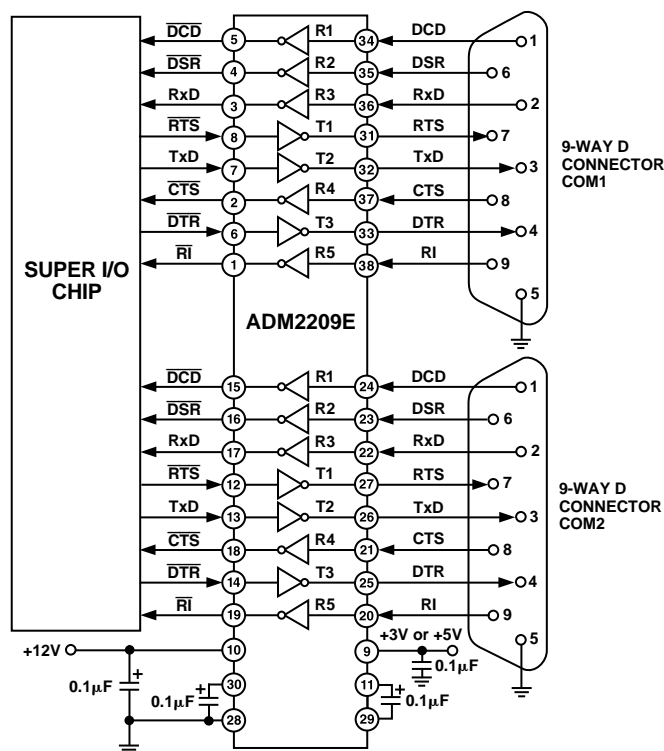 DCD 5 R1 34 DCD 1
DSR 4 R2 35 DSR 6
RxD 3 R3 36 RxD 2
RTS 8 T1 31 RTS 7
TxD 7 T2 32 TxD 3
CTS 2 R4 37 CTS 8
DTR 6 T3 33 DTR 4
RI 1 R5 38 RI 9
5
9-WAY D
CONNECTOR
COM1
SUPER I/O
CHIP
ADM2209E
DCD 15 R1 24 DCD 1
DSR 16 R2 23 DSR 6
RxD 17 R3 22 RxD 2
RTS 12 T1 27 RTS 7
TxD 13 T2 26 TxD 3
CTS 18 R4 21 CTS 8
DTR 14 T3 25 DTR 4
RI 19 R5 20 RI 9
5
9-WAY D
CONNECTOR
COM2
+12V 10 9 +3V or +5V
0.1μF + 30 11 + 0.1μF
0.1μF + 28 29 0.1μF +